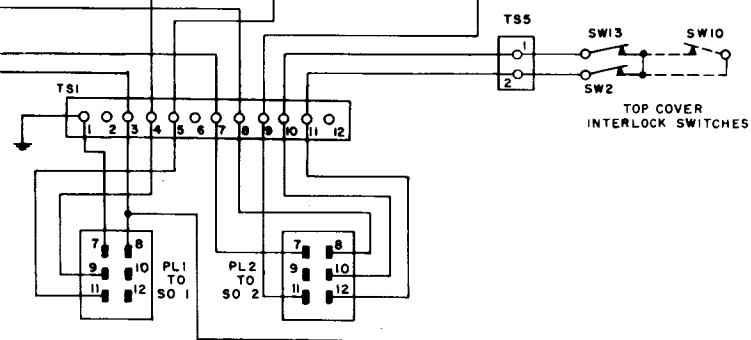 TS5
SW13 SW10
1
2
SW2
TOP COVER
INTERLOCK SWITCHES
TS1
1 2 3 4 5 6 7 8 9 10 11 12
7 8
9 10
11 12
PL1
TO
SO 1
PL2
TO
SO 2
7 8
9 10
11 12